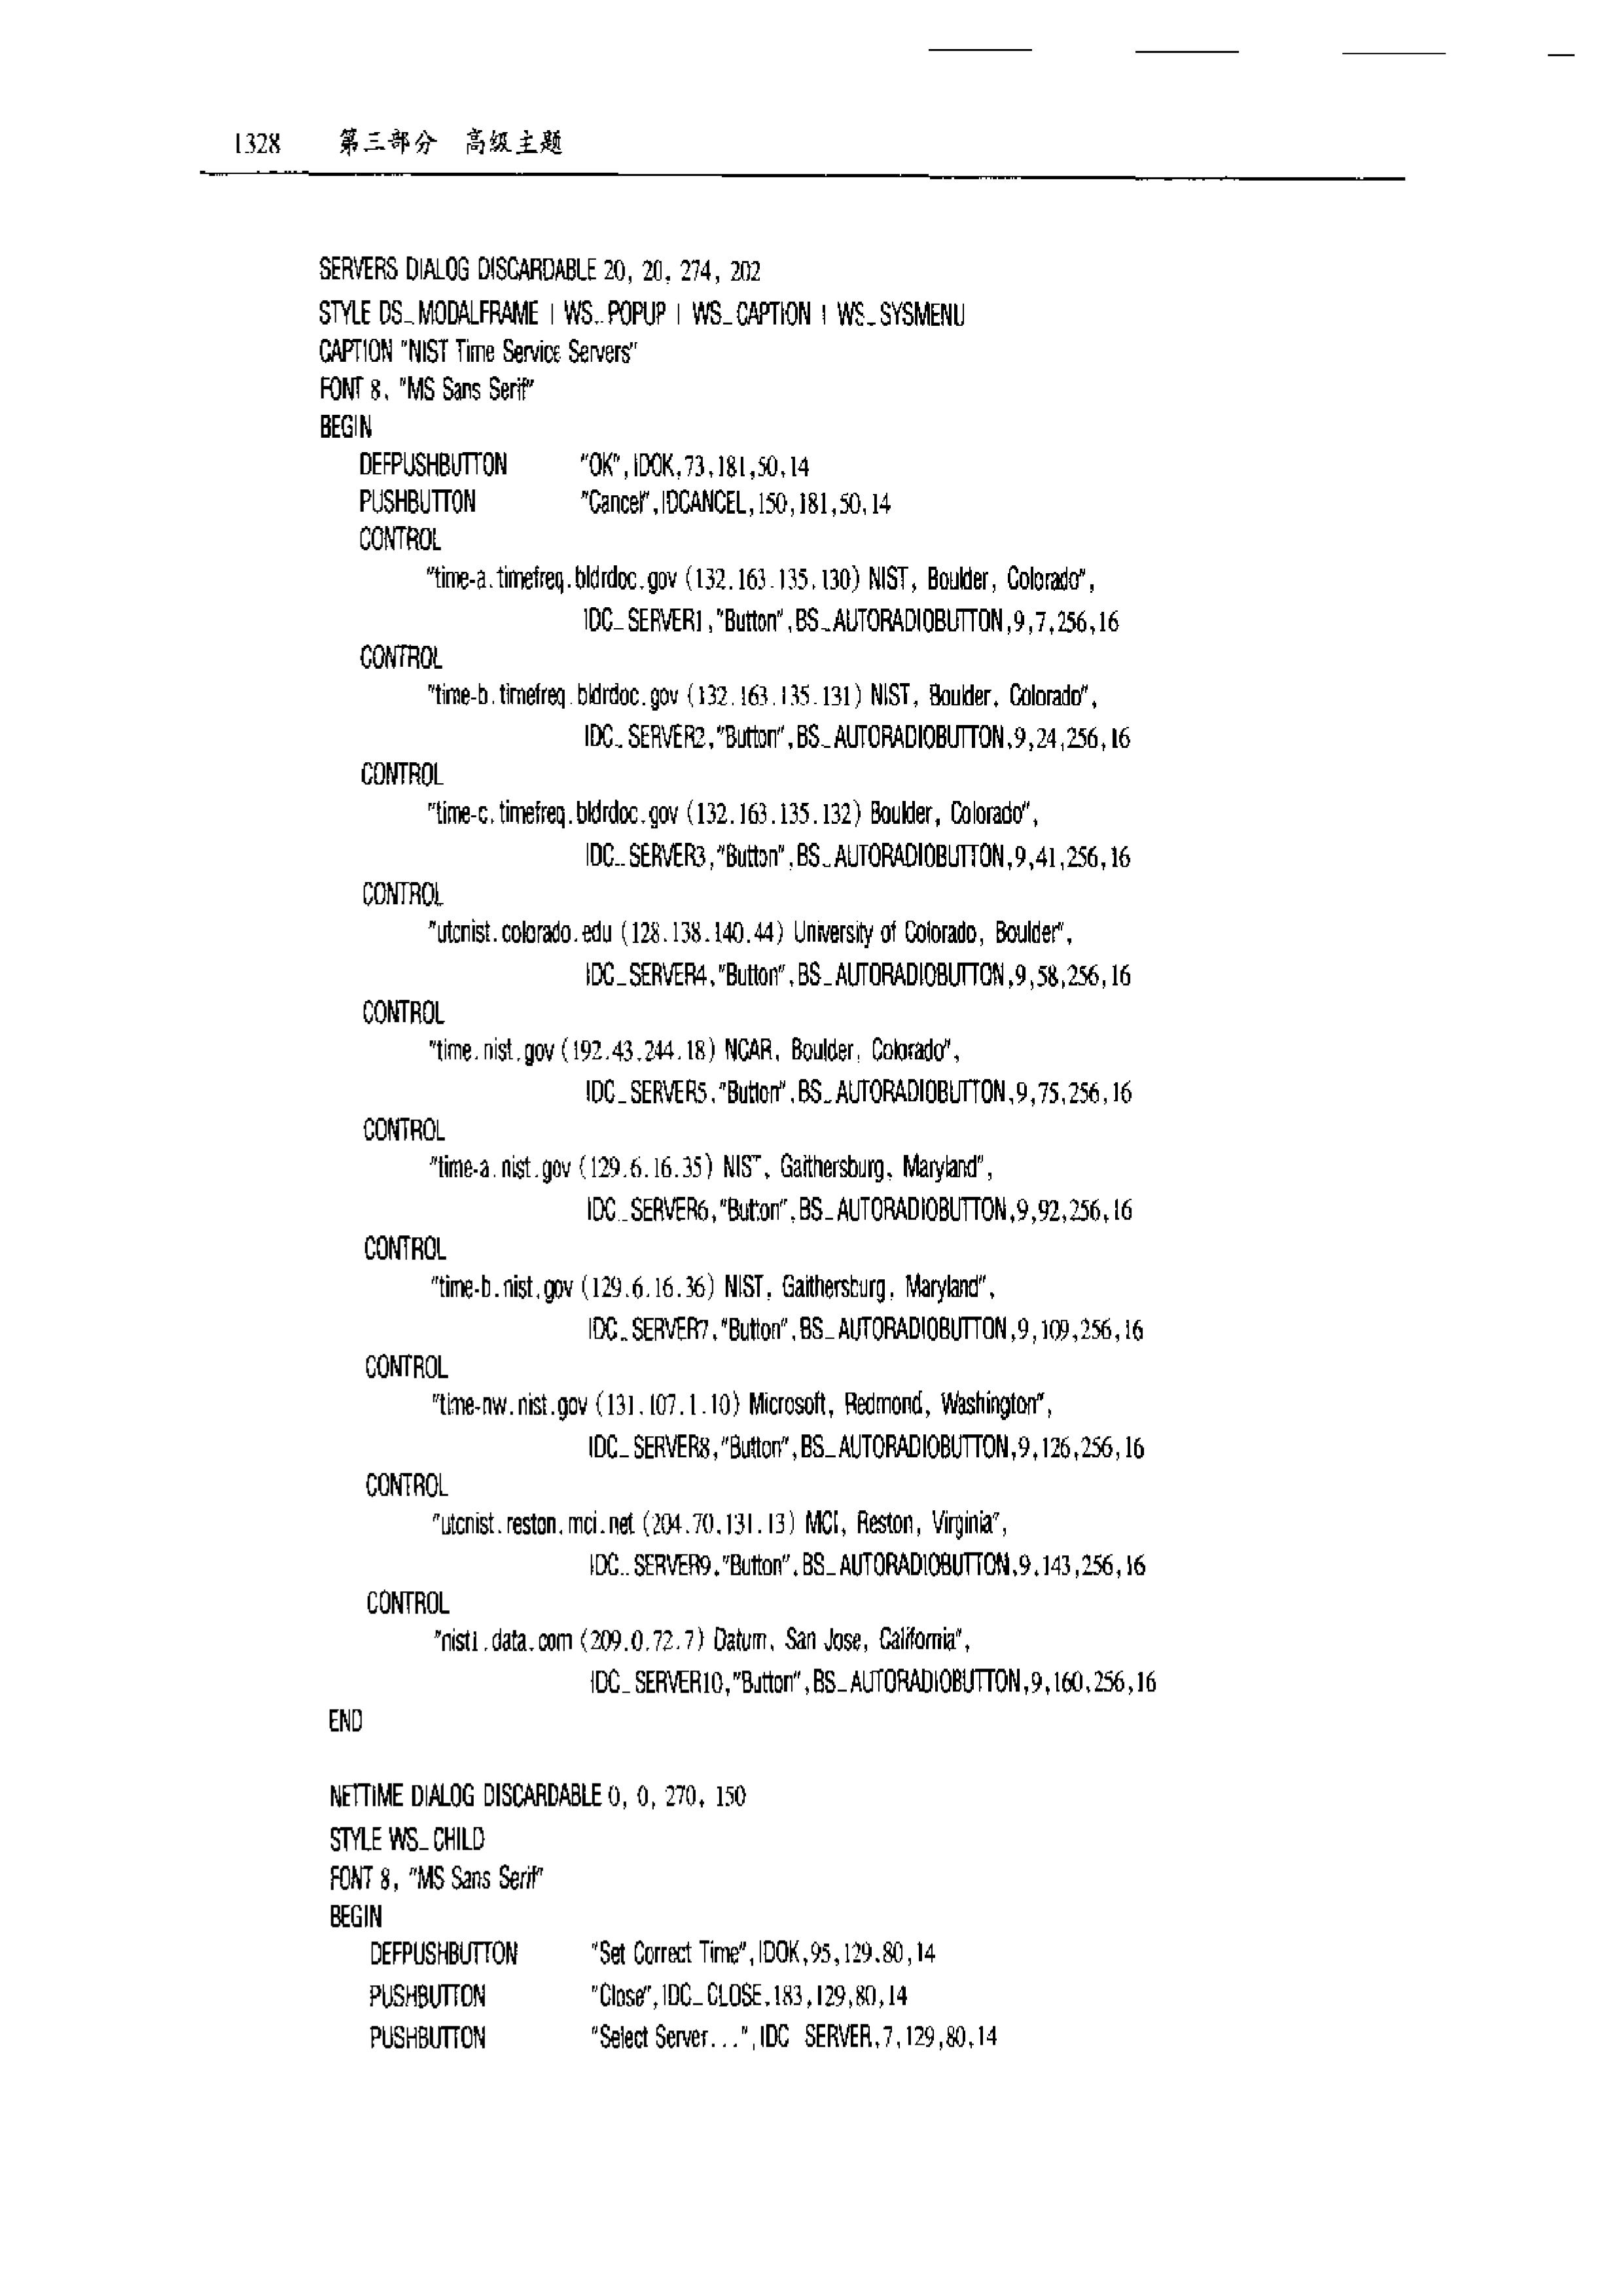 1328 第三部分 高级主题
SERVERS DIALOG DISCARDABLE 20, 20, 274, 202
STYLE DS_MODALFRAME | WS_POPUP | WS_CAPTION | WS_SYSMENU
CAPTION "NIST Time Service Servers"
FONT 8, "MS Sans Serif"
BEGIN
DEFPUSHBUTTON "OK",IDOK,73,181,50,14
PUSHBUTTON "Cancel",IDCANCEL,150,181,50,14
CONTROL
"time-a.timefreq.bldrdoc.gov (132.163.135.130) NIST, Boulder, Colorado",
IDC_SERVER1,"Button",BS_AUTORADIOBUTTON,9,7,256,16
CONTROL
"time-b.timefreq.bldrdoc.gov (132.163.135.131) NIST, Boulder, Colorado",
IDC_SERVER2,"Button",BS_AUTORADIOBUTTON,9,24,256,16
CONTROL
"time-c.timefreq.bldrdoc.gov (132.163.135.132) Boulder, Colorado",
IDC_SERVER3,"Button",BS_AUTORADIOBUTTON,9,41,256,16
CONTROL
"utcnist.colorado.edu (128.138.140.44) University of Colorado, Boulder",
IDC_SERVER4,"Button",BS_AUTORADIOBUTTON,9,58,256,16
CONTROL
"time.nist.gov (192.43.244.18) NCAR, Boulder, Colorado",
IDC_SERVER5,"Button",BS_AUTORADIOBUTTON,9,75,256,16
CONTROL
"time-a.nist.gov (129.6.16.35) NIST, Gaithersburg, Maryland",
IDC_SERVER6,"Button",BS_AUTORADIOBUTTON,9,92,256,16
CONTROL
"time-b.nist.gov (129.6.16.36) NIST, Gaithersburg, Maryland",
IDC_SERVER7,"Button",BS_AUTORADIOBUTTON,9,109,256,16
CONTROL
"time-nw.nist.gov (131.107.1.10) Microsoft, Redmond, Washington",
IDC_SERVER8,"Button",BS_AUTORADIOBUTTON,9,126,256,16
CONTROL
"utcnist.reston.mci.net (204.70.131.13) MCI, Reston, Virginia",
IDC_SERVER9,"Button",BS_AUTORADIOBUTTON,9,143,256,16
CONTROL
"nist1.data.com (209.0.72.7) Datum, San Jose, California",
IDC_SERVER10,"Button",BS_AUTORADIOBUTTON,9,160,256,16
END
NETTIME DIALOG DISCARDABLE 0, 0, 270, 150
STYLE WS_CHILD
FONT 8, "MS Sans Serif"
BEGIN
DEFPUSHBUTTON "Set Correct Time",IDOK,95,129,80,14
PUSHBUTTON "Close",IDC_CLOSE,183,129,80,14
PUSHBUTTON "Select Server...",IDC SERVER,7,129,80,14